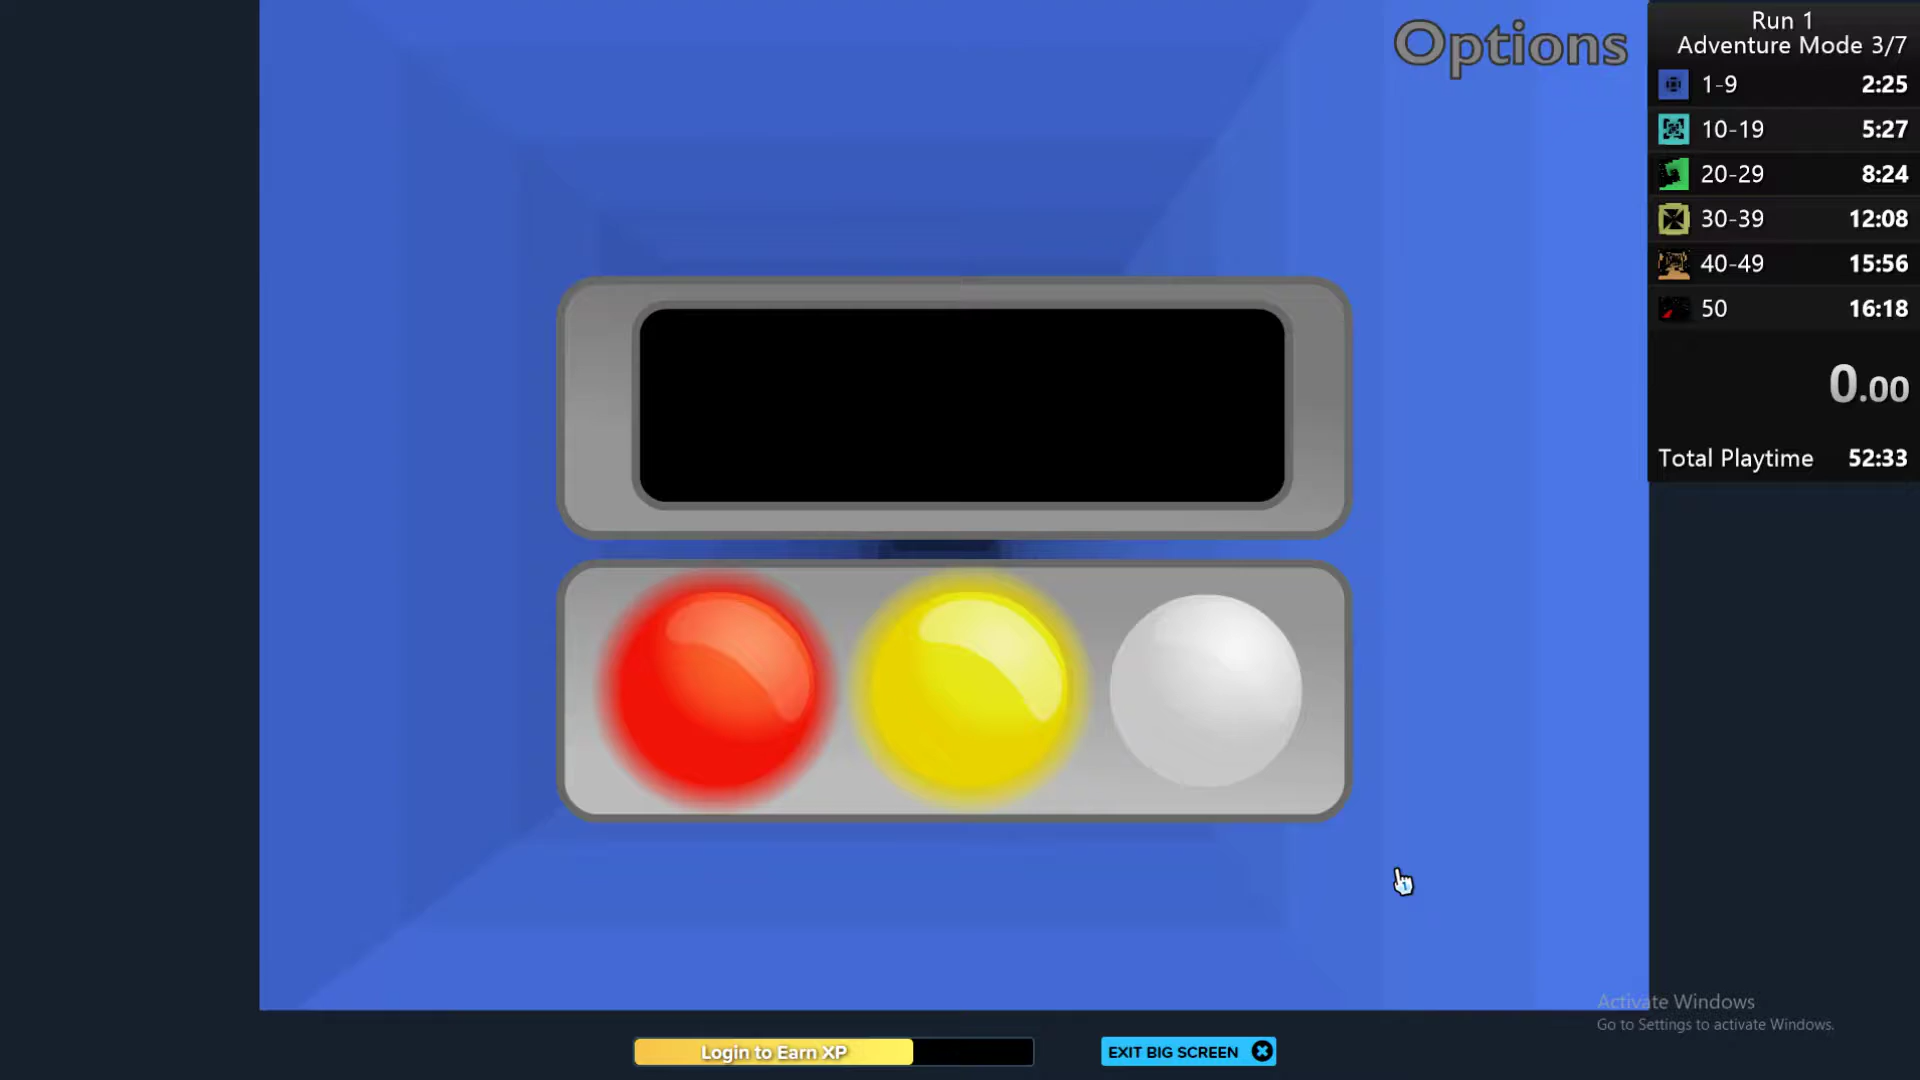 Options
Run 1
Adventure Mode 3/7
1-9 2:25
10-19 5:27
20-29 8:24
30-39 12:08
40-49 15:56
50 16:18
0.00
Total Playtime 52:33
Activate Windows
Go to Settings to activate Windows.
Login to Earn XP
EXIT BIG SCREEN